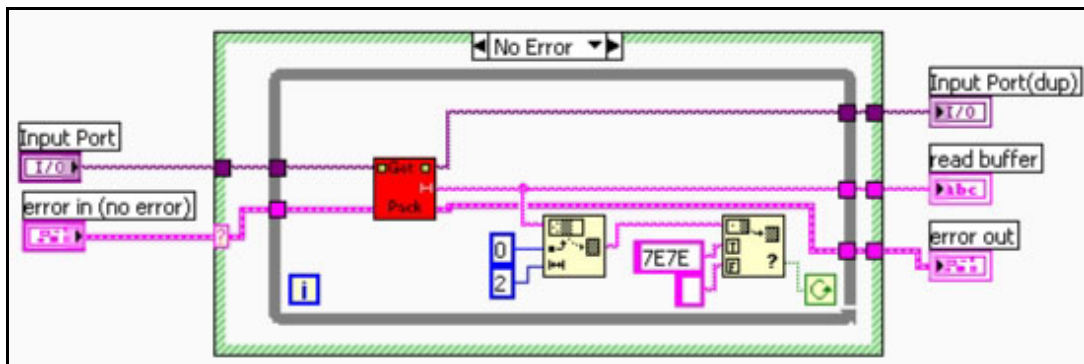 No Error
Input Port(dup)
I/O
Input Port
I/O
Get
read buffer
abc
error in (no error)
Pack
error out
?
0
7E7E
T
F
?
2
i